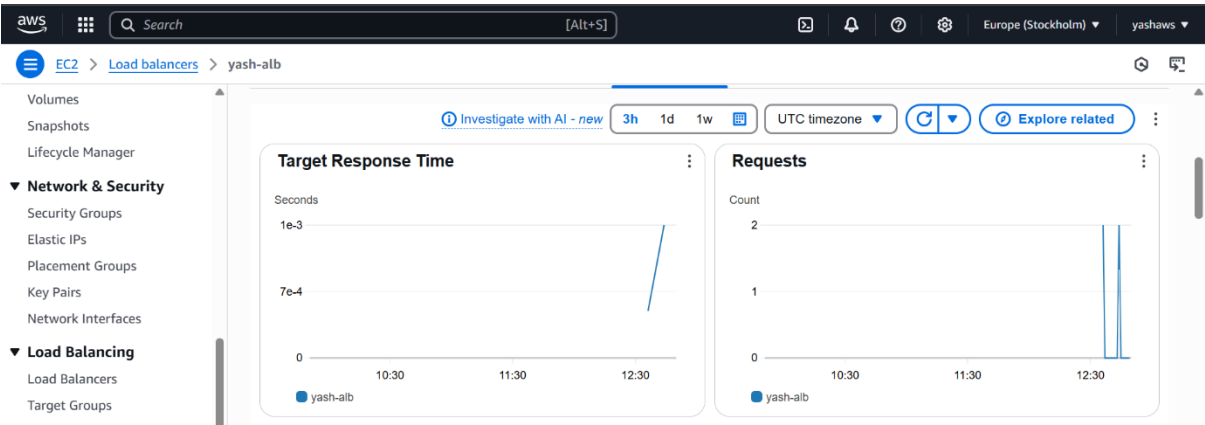 aws Search [Alt+S] Europe (Stockholm) yashaws
EC2 > Load balancers > yash-alb
Volumes
Snapshots
Lifecycle Manager
Network & Security
Security Groups
Elastic IPs
Placement Groups
Key Pairs
Network Interfaces
Load Balancing
Load Balancers
Target Groups
Investigate with AI - new 3h 1d 1w UTC timezone Explore related
Target Response Time
Seconds
1e-3
7e-4
0
10:30 11:30 12:30
yash-alb
Requests
Count
2
1
0
10:30 11:30 12:30
yash-alb